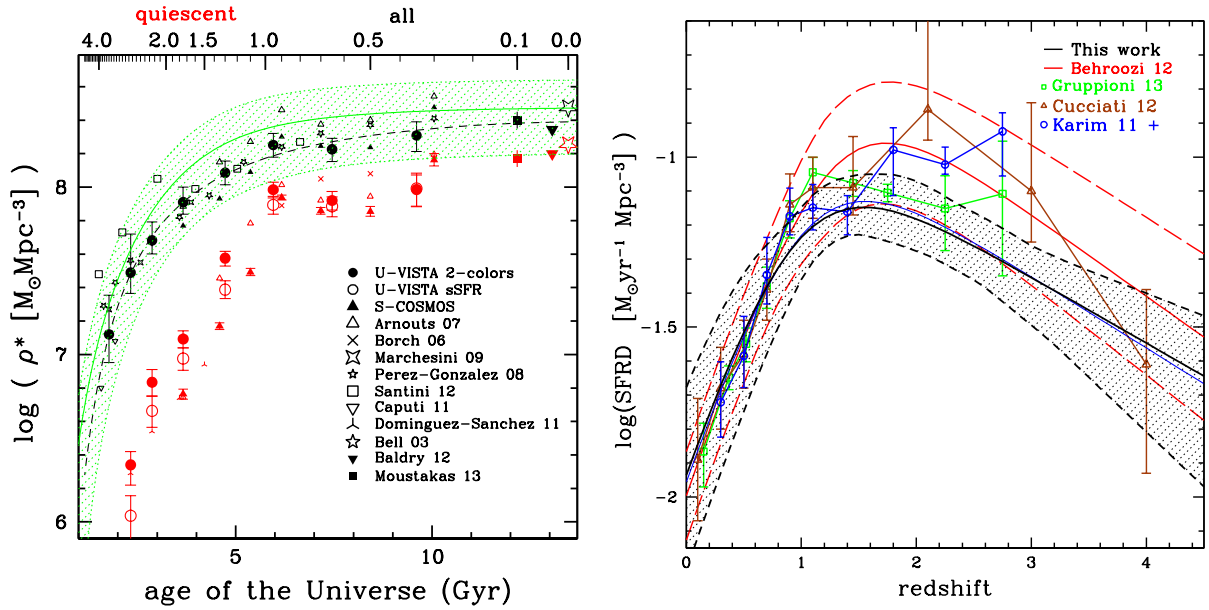 quiescent all
4.0 2.0 1.5 1.0 0.5 0.1 0.0
log ( ρ* [M⊙Mpc⁻³] )
8
7
6
U−VISTA 2−colors
U−VISTA sSFR
S−COSMOS
Arnouts 07
Borch 06
Marchesini 09
Perez−Gonzalez 08
Santini 12
Caputi 11
Dominguez−Sanchez 11
Bell 03
Baldry 12
Moustakas 13
5 10
age of the Universe (Gyr)
log(SFRD [M⊙yr⁻¹ Mpc⁻³)
−1
−1.5
−2
This work
Behroozi 12
Gruppioni 13
Cucciati 12
Karim 11 +
0 1 2 3 4
redshift